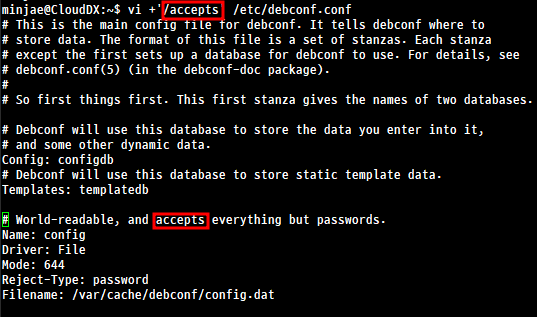 minjae@CloudDX:~$ vi +'/accepts  /etc/debconf.conf
# This is the main config file for debconf. It tells debconf where to
# store data. The format of this file is a set of stanzas. Each stanza
# except the first sets up a database for debconf to use. For details, see
# debconf.conf(5) (in the debconf-doc package).
#
# So first things first. This first stanza gives the names of two databases.
# Debconf will use this database to store the data you enter into it,
# and some other dynamic data.
Config: configdb
# Debconf will use this database to store static template data.
Templates: templatedb
# World-readable, and accepts everything but passwords.
Name: config
Driver: File
Mode: 644
Reject-Type: password
Filename: /var/cache/debconf/config.dat